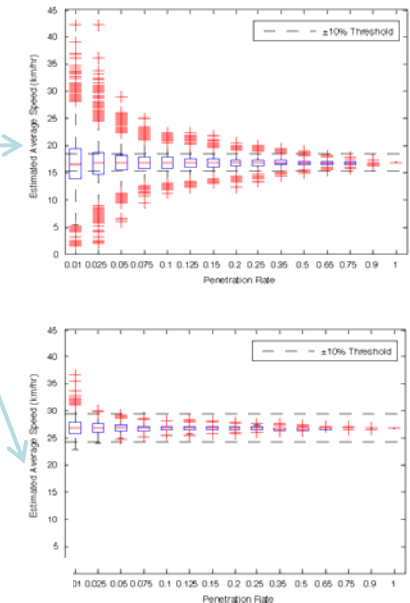 45
40
35
30
25
20
15
10
5
0
Estimated Average Speed (km/hr)
±10% Threshold
0.01 0.025 0.05 0.075 0.1 0.125 0.15 0.2 0.25 0.35 0.5 0.65 0.75 0.9 1
Penetration Rate
45
40
35
30
25
20
15
10
5
Estimated Average Speed (km/hr)
±10% Threshold
01 0.025 0.05 0.075 0.1 0.125 0.15 0.2 0.25 0.35 0.5 0.65 0.75 0.9 1
Penetration Rate